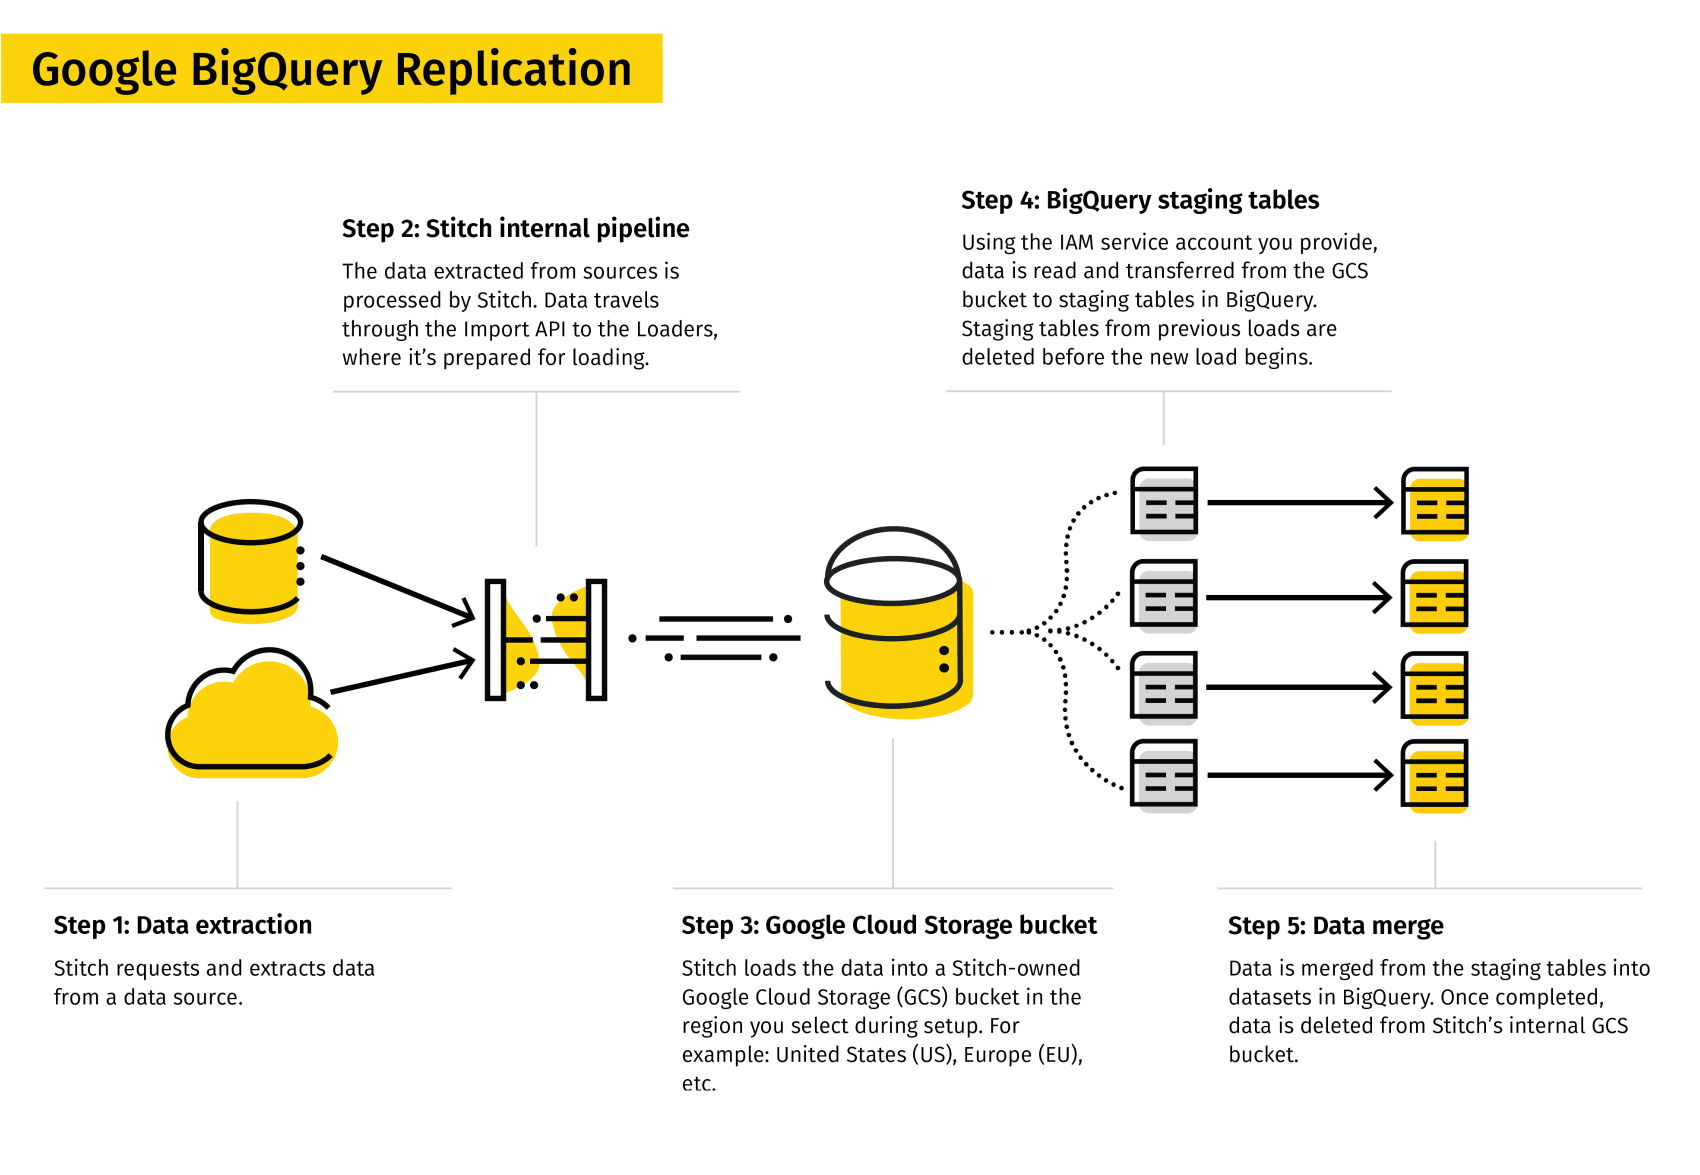 Google BigQuery Replication
Step 2: Stitch internal pipeline
The data extracted from sources is
processed by Stitch. Data travels
through the Import API to the Loaders,
where it's prepared for loading.
Step 4: BigQuery staging tables
Using the IAM service account you provide,
data is read and transferred from the GCS
bucket to staging tables in BigQuery.
Staging tables from previous loads are
deleted before the new load begins.
Step 1: Data extraction
Stitch requests and extracts data
from a data source.
Step 3: Google Cloud Storage bucket
Stitch loads the data into a Stitch-owned
Google Cloud Storage (GCS) bucket in the
region you select during setup. For
example: United States (US), Europe (EU),
etc.
Step 5: Data merge
Data is merged from the staging tables into
datasets in BigQuery. Once completed,
data is deleted from Stitch's internal GCS
bucket.